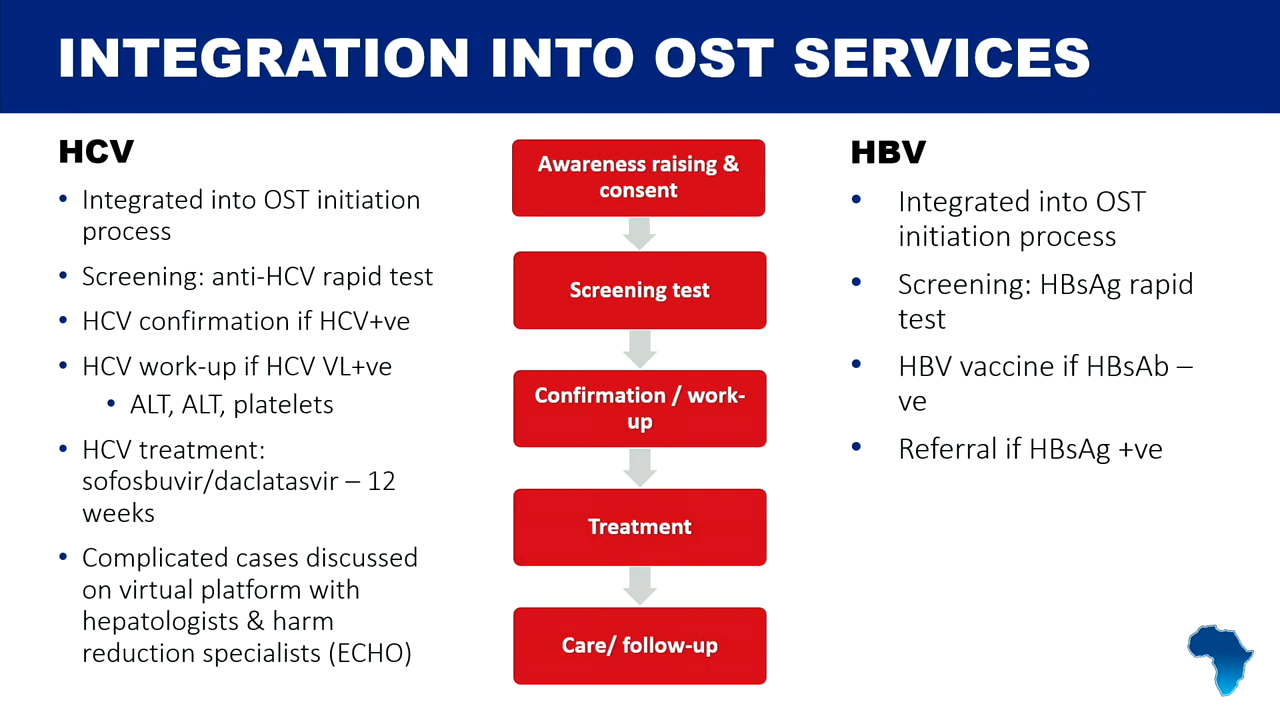 INTEGRATION INTO OST SERVICES
HCV
• Integrated into OST initiation
process
• Screening: anti-HCV rapid test
• HCV confirmation if HCV+ve
• HCV work-up if HCV VL+ve
• ALT, ALT, platelets
• HCV treatment:
sofosbuvir/daclatasvir – 12
weeks
• Complicated cases discussed
on virtual platform with
hepatologists & harm
reduction specialists (ECHO)
Awareness raising &
consent
Screening test
Confirmation / work-
up
Treatment
Care/ follow-up
HBV
• Integrated into OST
initiation process
• Screening: HBsAg rapid
test
• HBV vaccine if HBsAb –
ve
• Referral if HBsAg +ve